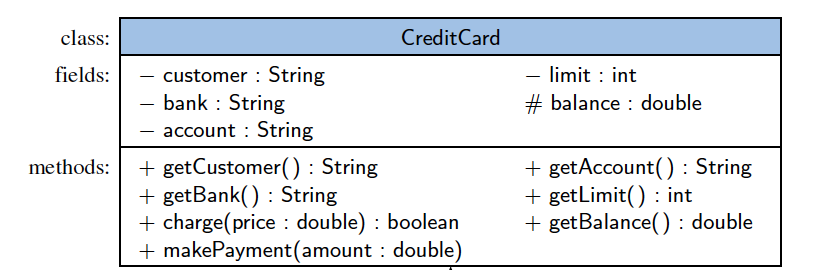 class: CreditCard
fields: − customer : String − limit : int
− bank : String # balance : double
− account : String
methods: + getCustomer( ) : String + getAccount( ) : String
+ getBank( ) : String + getLimit( ) : int
+ charge(price : double) : boolean + getBalance( ) : double
+ makePayment(amount : double)